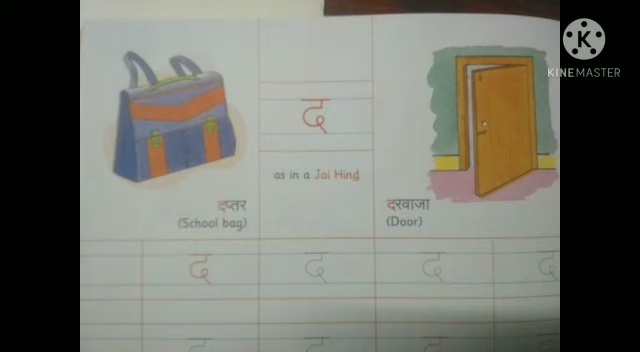 KINEMASTER
द
as in a Jai Hind
दप्तर
(School bag)
दरवाजा
(Door)
द द द द
द द द द